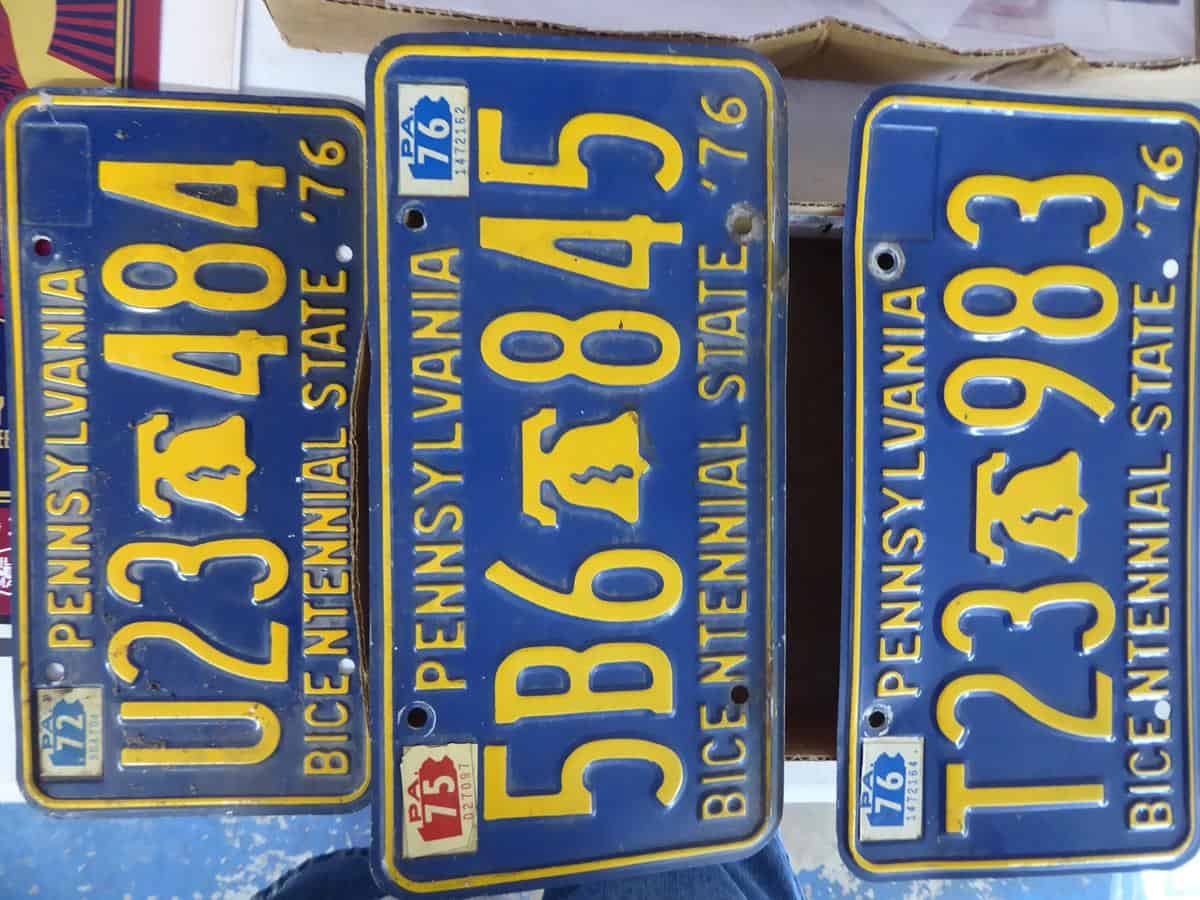 PA.
72
PENNSYLVANIA
U23 484
BICENTENNIAL STATE '76
PA.
75
D27097
PENNSYLVANIA
PA.
76
1472162
5B6 845
BICENTENNIAL STATE '76
PA.
76
1472164
PENNSYLVANIA
T23 983
BICENTENNIAL STATE '76